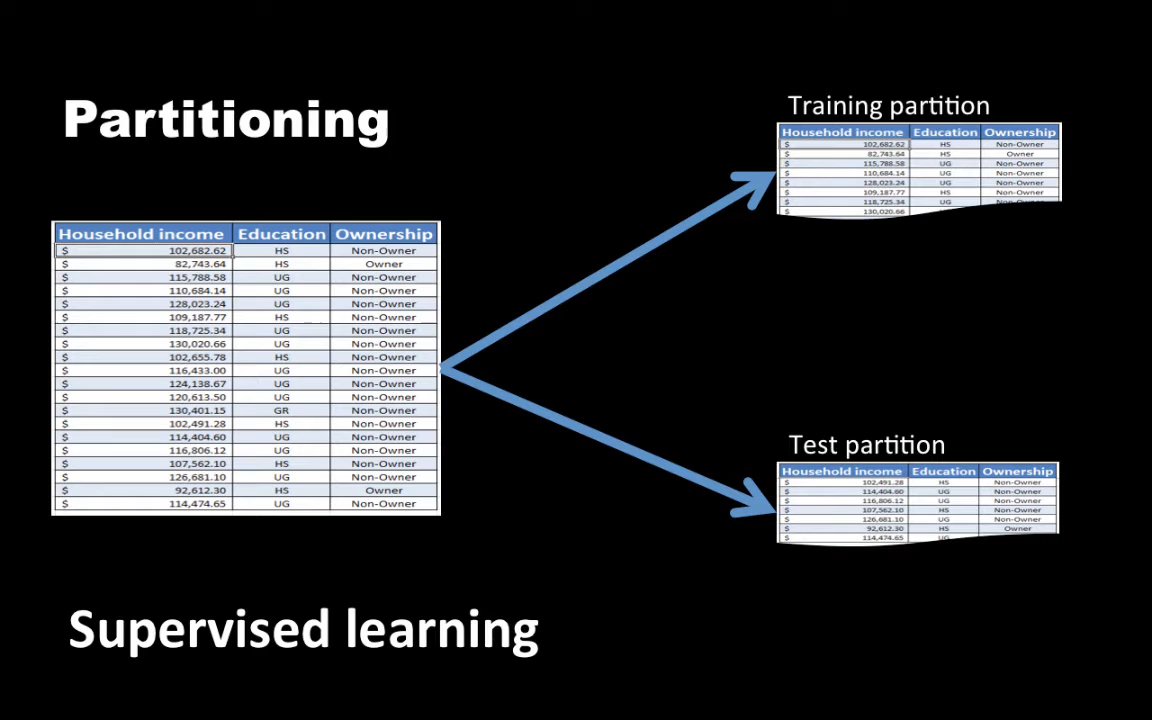 Partitioning
Household income Education Ownership
$ 102,682.62 HS Non-Owner
$ 82,743.64 HS Owner
$ 115,788.58 UG Non-Owner
$ 110,684.14 UG Non-Owner
$ 128,023.24 UG Non-Owner
$ 109,187.77 HS Non-Owner
$ 118,725.34 UG Non-Owner
$ 130,020.66 UG Non-Owner
$ 102,655.78 HS Non-Owner
$ 116,433.00 UG Non-Owner
$ 124,138.67 UG Non-Owner
$ 120,613.50 UG Non-Owner
$ 130,401.15 GR Non-Owner
$ 102,491.28 HS Non-Owner
$ 114,404.60 UG Non-Owner
$ 116,806.12 UG Non-Owner
$ 107,562.10 HS Non-Owner
$ 126,681.10 UG Non-Owner
$ 92,612.30 HS Owner
$ 114,474.65 UG Non-Owner
Training partition
Household income Education Ownership
$ 102,682.62 HS Non-Owner
$ 82,743.64 HS Owner
$ 115,788.58 UG Non-Owner
$ 110,684.14 UG Non-Owner
$ 128,023.24 UG Non-Owner
$ 109,187.77 HS Non-Owner
$ 118,725.34 UG Non-Owner
$ 130,020.66
Test partition
Household income Education Ownership
$ 102,491.28 HS Non-Owner
$ 114,404.60 UG Non-Owner
$ 116,806.12 UG Non-Owner
$ 107,562.10 HS Non-Owner
$ 126,681.10 UG Non-Owner
$ 92,612.30 HS Owner
$ 114,474.65 UG
Supervised learning